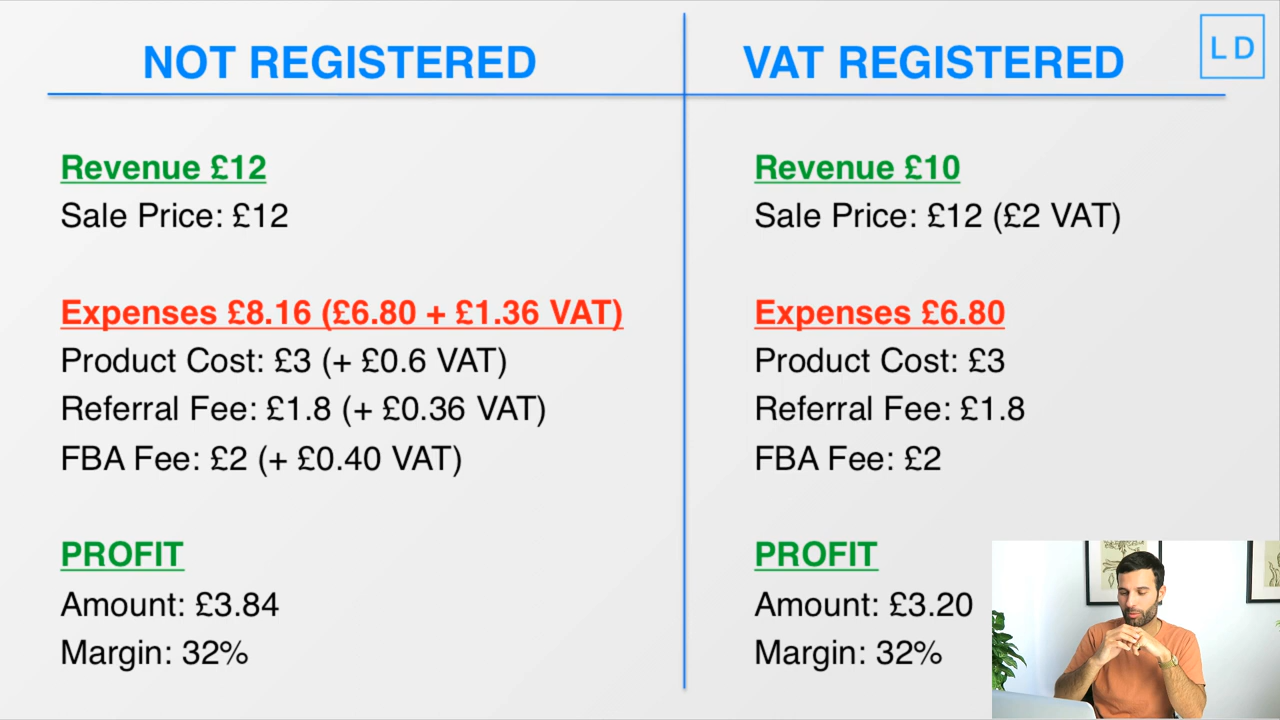 NOT REGISTERED
Revenue £12
Sale Price: £12
Expenses £8.16 (£6.80 + £1.36 VAT)
Product Cost: £3 (+ £0.6 VAT)
Referral Fee: £1.8 (+ £0.36 VAT)
FBA Fee: £2 (+ £0.40 VAT)
PROFIT
Amount: £3.84
Margin: 32%
VAT REGISTERED
LD
Revenue £10
Sale Price: £12 (£2 VAT)
Expenses £6.80
Product Cost: £3
Referral Fee: £1.8
FBA Fee: £2
PROFIT
Amount: £3.20
Margin: 32%